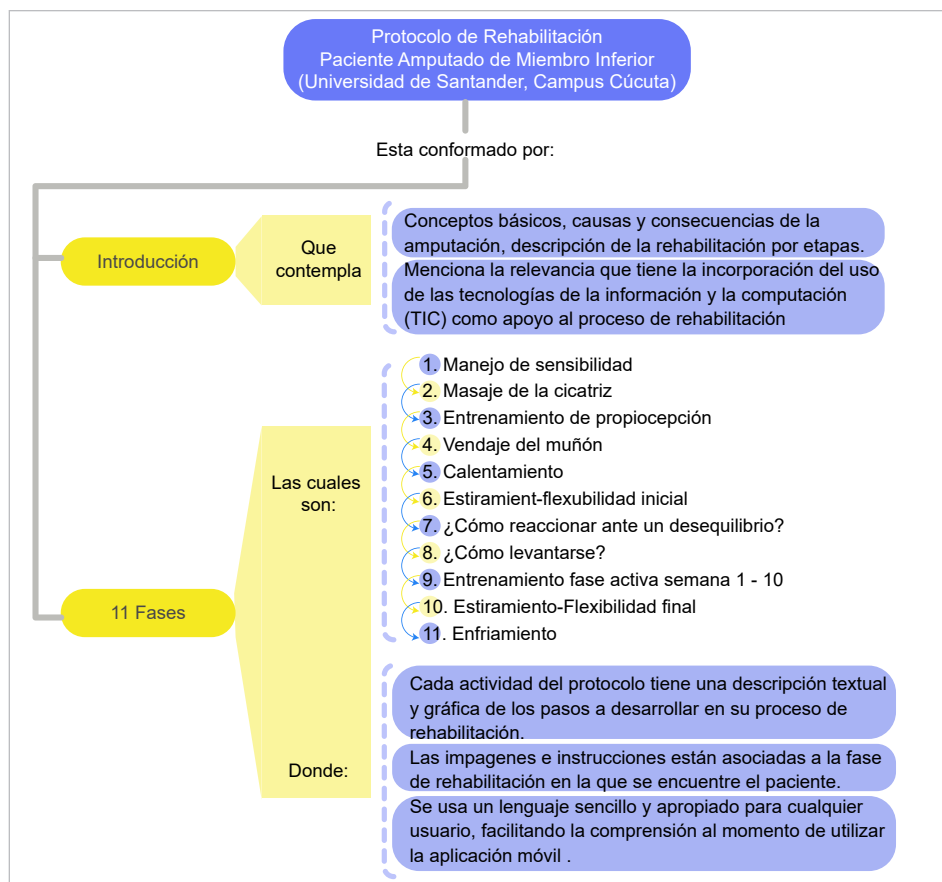 Protocolo de Rehabilitación
Paciente Amputado de Miembro Inferior
(Universidad de Santander, Campus Cúcuta)
Esta conformado por:
Introducción
Que
contempla
Conceptos básicos, causas y consecuencias de la
amputación, descripción de la rehabilitación por etapas.
Menciona la relevancia que tiene la incorporación del uso
de las tecnologías de la información y la computación
(TIC) como apoyo al proceso de rehabilitación
11 Fases
Las cuales
son:
1. Manejo de sensibilidad
2. Masaje de la cicatriz
3. Entrenamiento de propiocepción
4. Vendaje del muñón
5. Calentamiento
6. Estiramient-flexubilidad inicial
7. ¿Cómo reaccionar ante un desequilibrio?
8. ¿Cómo levantarse?
9. Entrenamiento fase activa semana 1 - 10
10. Estiramiento-Flexibilidad final
11. Enfriamiento
Donde:
Cada actividad del protocolo tiene una descripción textual
y gráfica de los pasos a desarrollar en su proceso de
rehabilitación.
Las impagenes e instrucciones están asociadas a la fase
de rehabilitación en la que se encuentre el paciente.
Se usa un lenguaje sencillo y apropiado para cualquier
usuario, facilitando la comprensión al momento de utilizar
la aplicación móvil .